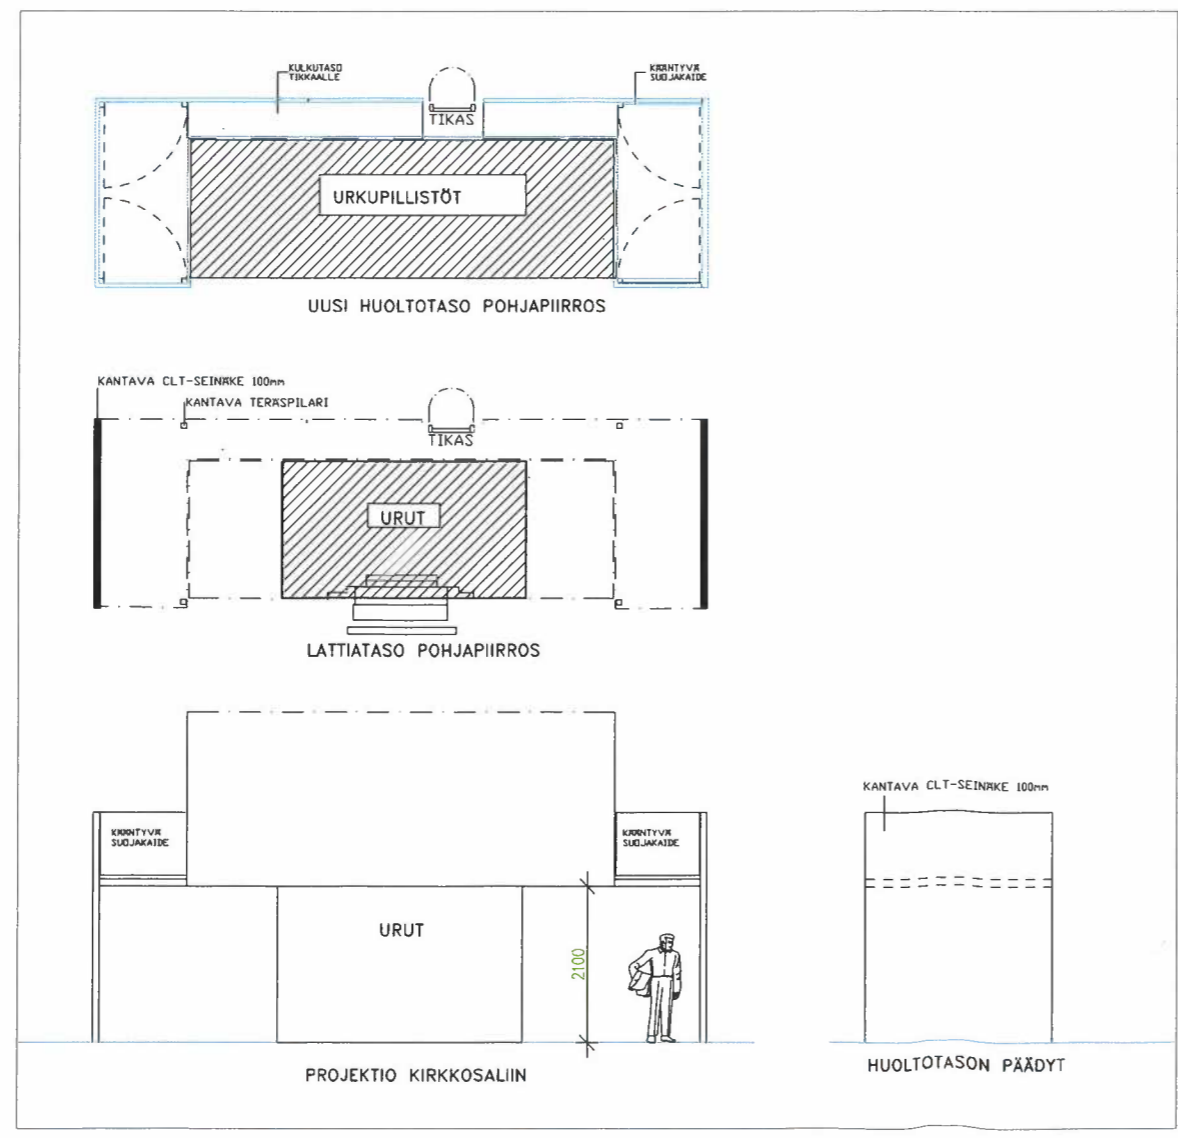 KULKUTASO
TIKKAALLE
KÄÄNTYVÄ
SUOJAKAIDE
TIKAS
URKUPILLISTÖT
UUSI HUOLTOTASO POHJAPIIRROS
KANTAVA CLT-SEINÄKE 100mm
KANTAVA TERÄSPILARI
TIKAS
URUT
LATTIATASO POHJAPIIRROS
KANTAVA CLT-SEINÄKE 100mm
KÄÄNTYVÄ
SUOJAKAIDE
KÄÄNTYVÄ
SUOJAKAIDE
URUT
2100
PROJEKTIO KIRKKOSALIIN
HUOLTOTASON PÄÄDYT